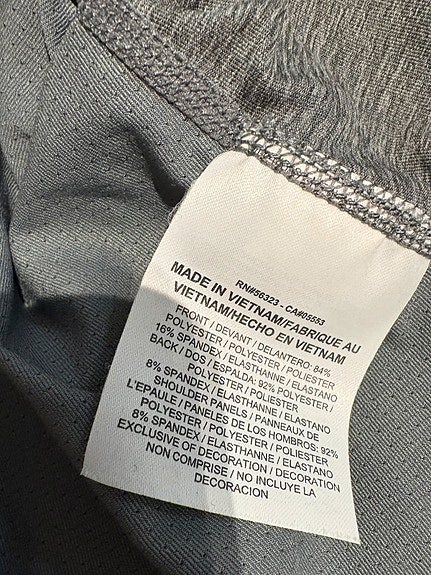 RN#56323 - CA#05553
MADE IN VIETNAM/FABRIQUE AU
VIETNAM/HECHO EN VIETNAM
FRONT / DEVANT / DELANTERO: 84%
POLYESTER / POLYESTER / POLIESTER
16% SPANDEX / ELASTHANNE / ELASTANO
BACK / DOS / ESPALDA: 92% POLYESTER /
POLYESTER / POLIESTER
8% SPANDEX / ELASTHANNE / ELASTANO
SHOULDER PANELS / PANNEAUX DE
L'EPAULE / PANELES DE LOS HOMBROS: 92%
POLYESTER / POLYESTER / POLIESTER
8% SPANDEX / ELASTHANNE / ELASTANO
EXCLUSIVE OF DECORATION / DECORATION
NON COMPRISE / NO INCLUYE LA
DECORACION